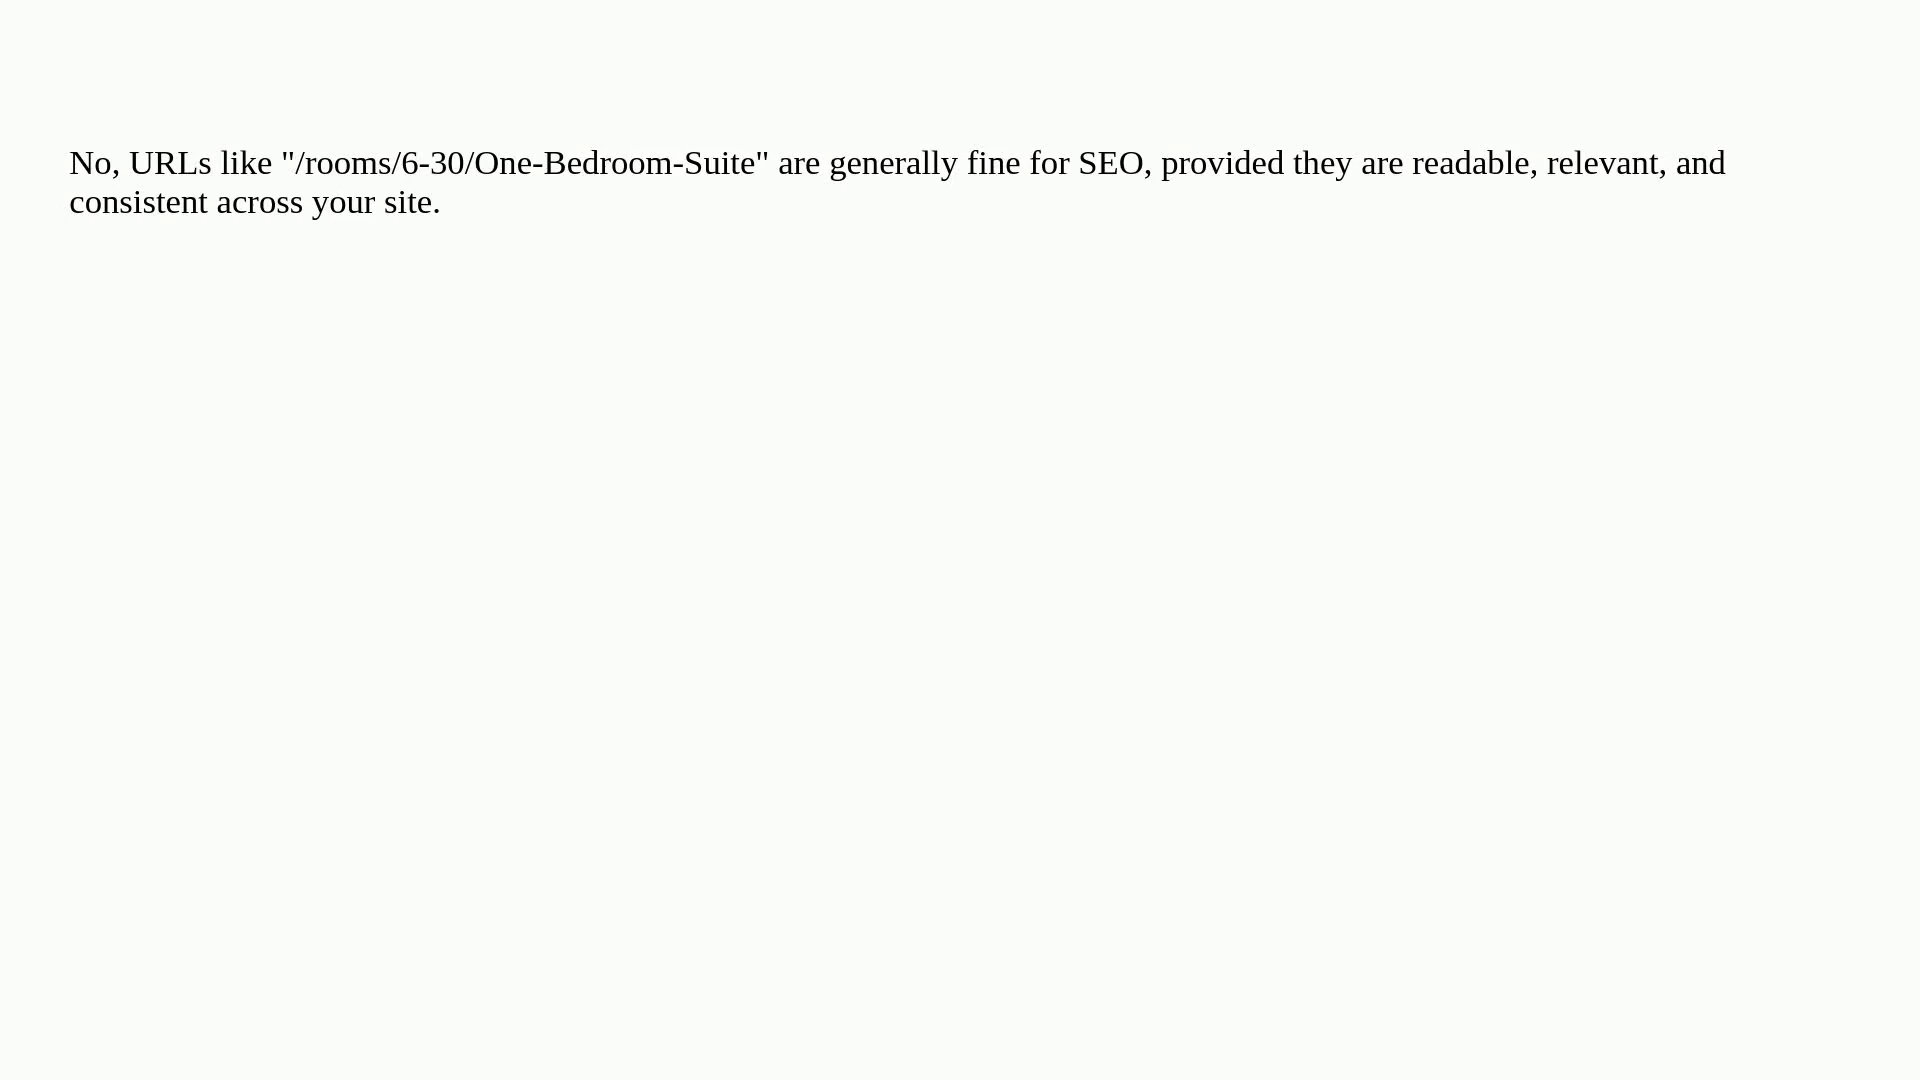 No, URLs like "/rooms/6-30/One-Bedroom-Suite" are generally fine for SEO, provided they are readable, relevant, and
consistent across your site.